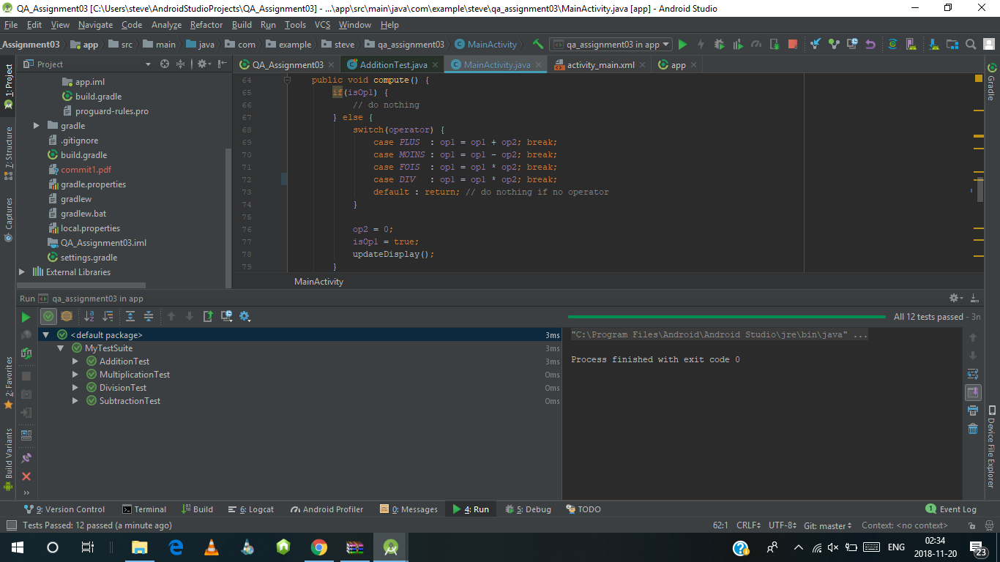 QA_Assignment03 [C:\Users\steve\AndroidStudioProjects\QA_Assignment03] - ...\app\src\main\java\com\example\steve\qa_assignment03\MainActivity.java [app] - Android Studio
File Edit View Navigate Code Analyze Refactor Build Run Tools VCS Window Help
_Assignment03 app src main java com example steve qa_assignment03 MainActivity qa_assignment03 in app
Project
QA_Assignment03 AdditionTest.java MainActivity.java activity_main.xml app
1: Project
7: Structure
Captures
2: Favorites
Build Variants
app.iml
build.gradle
proguard-rules.pro
gradle
.gitignore
build.gradle
commit1.pdf
gradle.properties
gradlew
gradlew.bat
local.properties
QA_Assignment03.iml
settings.gradle
External Libraries
64 public void compute() {
65 if(isOp1) {
66 // do nothing
67 } else {
68 switch(operator) {
69 case PLUS : op1 = op1 + op2; break;
70 case MOINS : op1 = op1 - op2; break;
71 case FOIS : op1 = op1 * op2; break;
72 case DIV : op1 = op1 * op2; break;
73 default : return; // do nothing if no operator
74 }
75
76 op2 = 0;
77 isOp1 = true;
78 updateDisplay();
79 }
MainActivity
Gradle
Device File Explorer
Run qa_assignment03 in app
All 12 tests passed - 3n
<default package> 3ms
MyTestSuite 3ms
AdditionTest 3ms
MultiplicationTest 0ms
DivisionTest 0ms
SubtractionTest 0ms
"C:\Program Files\Android\Android Studio\jre\bin\java" ...
Process finished with exit code 0
9: Version Control Terminal Build 6: Logcat Android Profiler 0: Messages 4: Run 5: Debug TODO 1 Event Log
Tests Passed: 12 passed (a minute ago) 62:1 CRLF UTF-8 Git: master Context: <no context>
ENG 02:34
2018-11-20 23